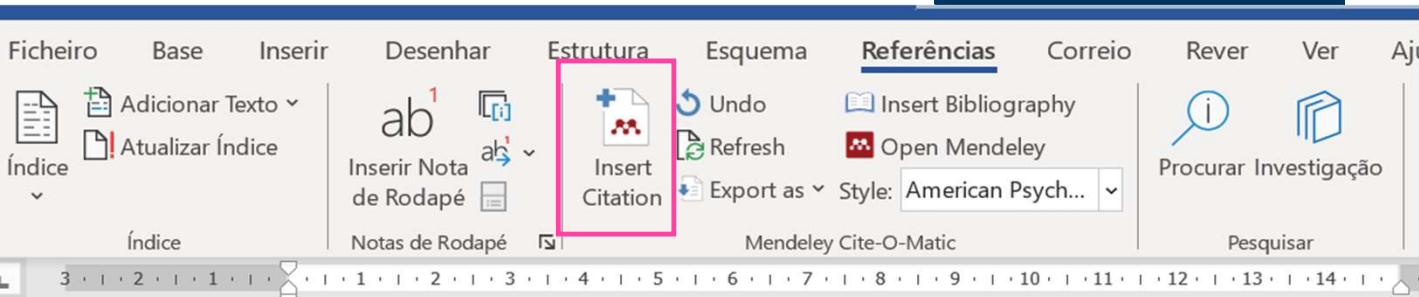 Ficheiro Base Inserir Desenhar Estrutura Esquema Referências Correio Rever Ver
Índice
Adicionar Texto
Atualizar Índice
Índice
ab¹
Inserir Nota
de Rodapé
ab¹
Notas de Rodapé
Insert
Citation
Undo
Refresh
Export as
Insert Bibliography
Open Mendeley
Style: American Psych...
Mendeley Cite-O-Matic
Procurar
Investigação
Pesquisar
3 2 1 1 2 3 4 5 6 7 8 9 10 11 12 13 14